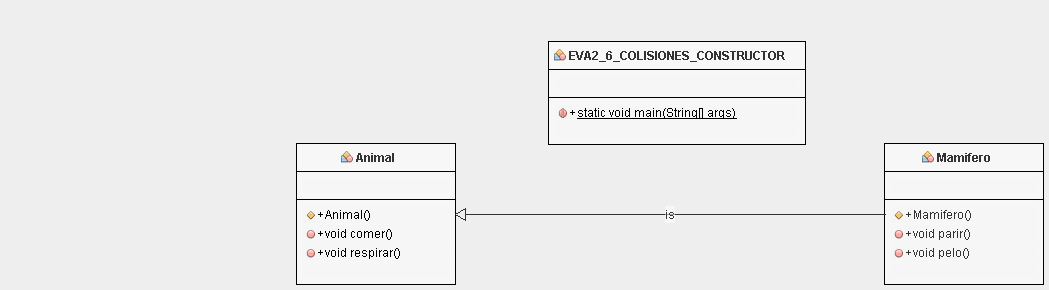 EVA2_6_COLISIONES_CONSTRUCTOR
+static void main(String[] args)
Animal
+Animal()
+void comer()
+void respirar()
is
Mamifero
+Mamifero()
+void parir()
+void pelo()